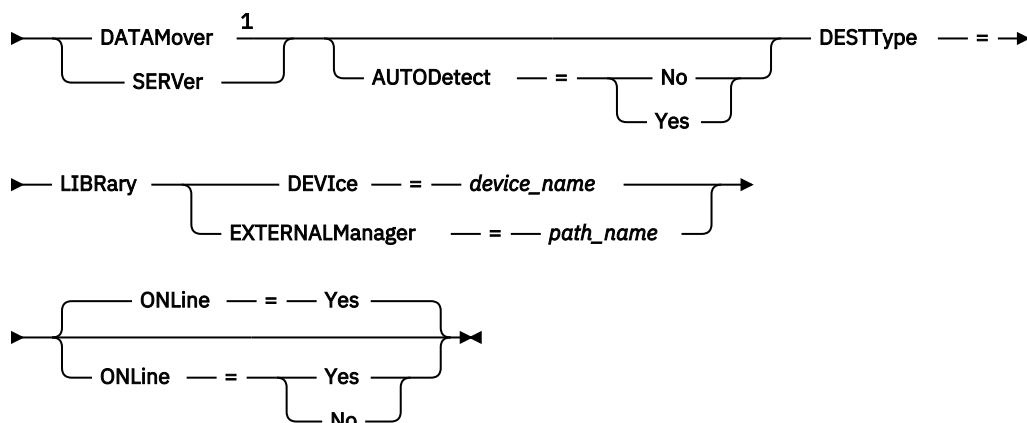 DATAMover 1
SERVer
AUTODetect = No
Yes
DESTType =
LIBRary DEVIce = device_name
EXTERNALManager = path_name
ONLine = Yes
ONLine = Yes
No